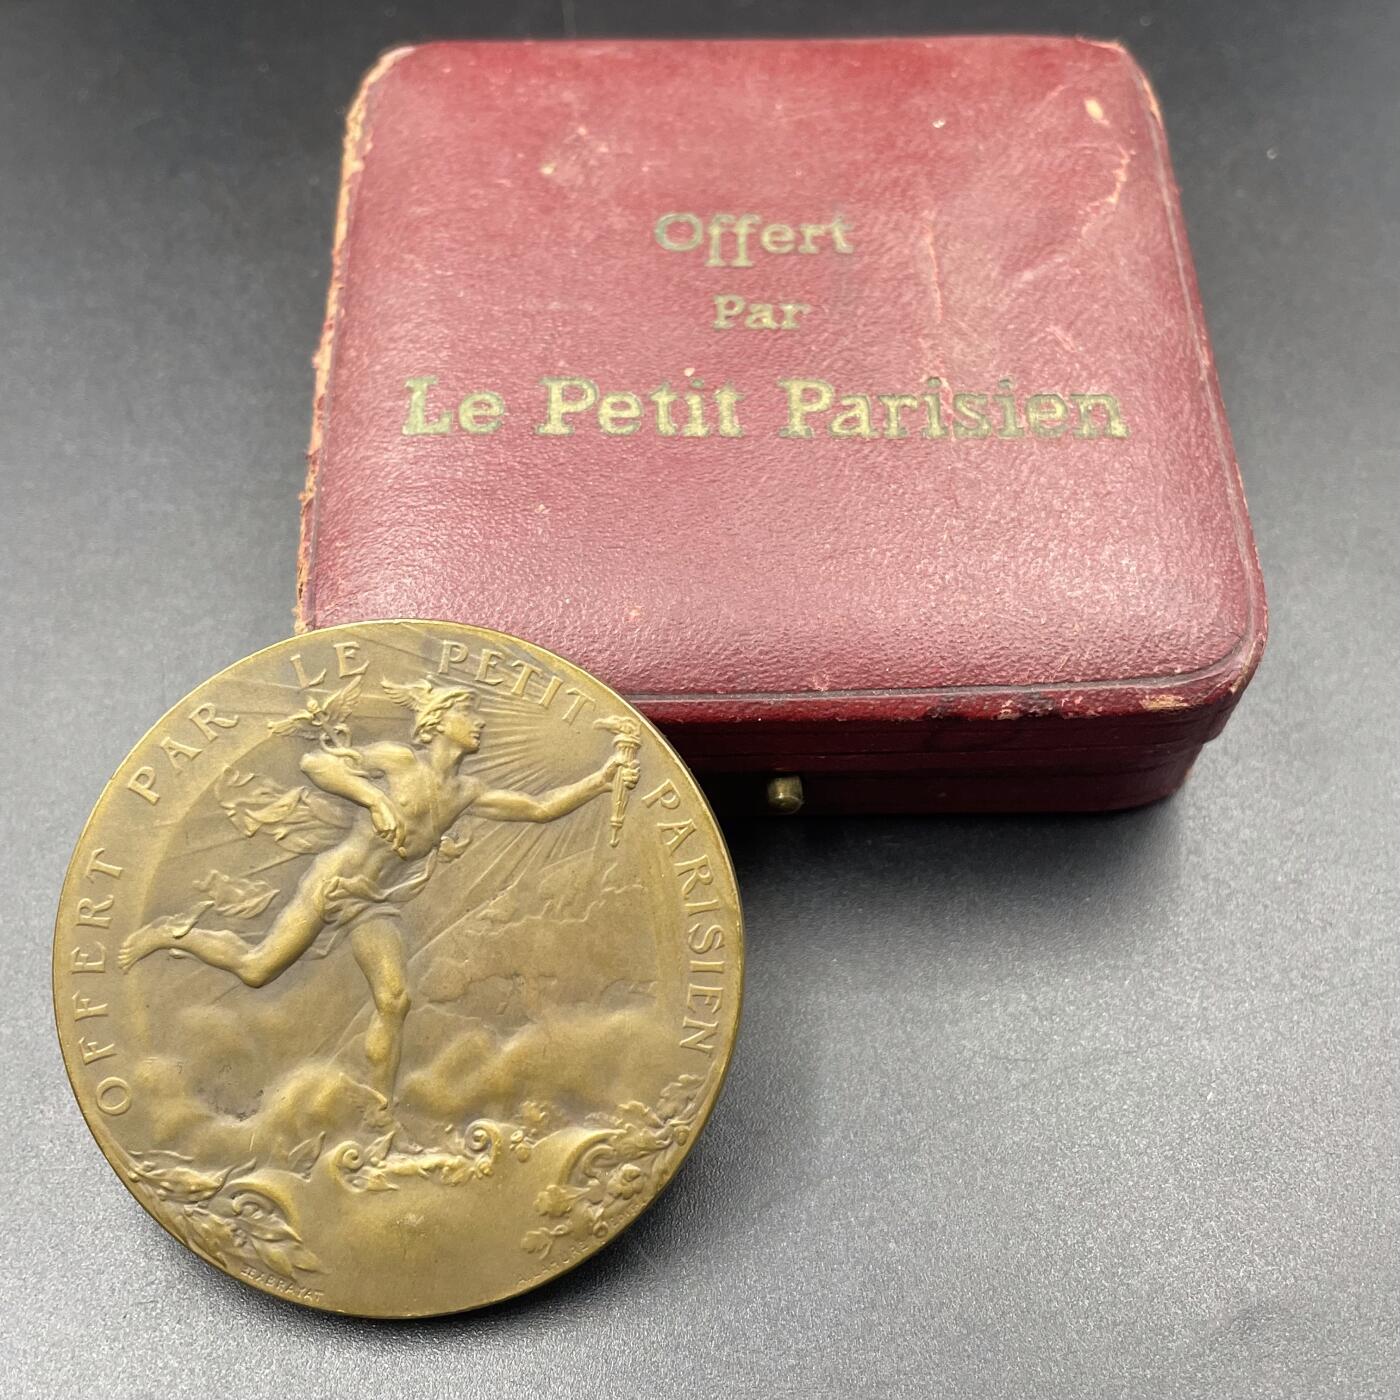 Offert
Par
Le Petit Parisien
OFFERT PAR LE PETIT PARISIEN